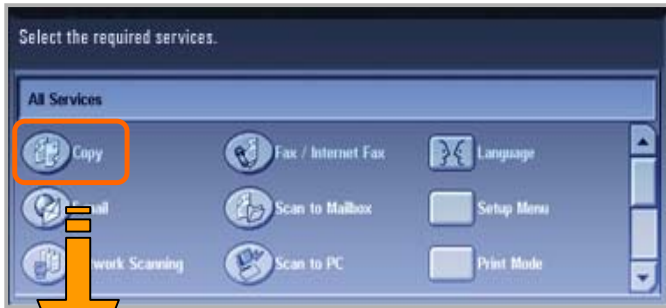 Select the required services.
All Services
Copy
Fax / Internet Fax
Language
Scan to Mailbox
Setup Menu
Scanning
Scan to PC
Print Mode